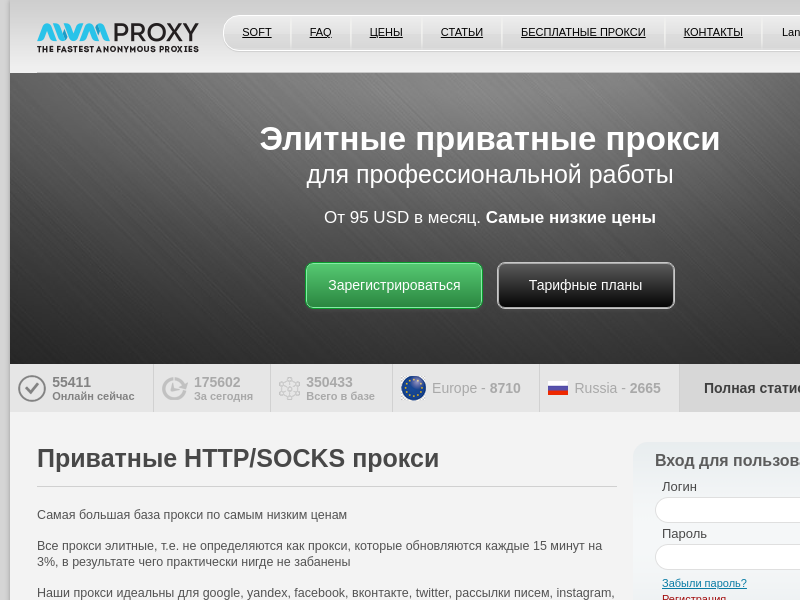 AWM PROXY
THE FASTEST ANONYMOUS PROXIES
SOFT FAQ ЦЕНЫ СТАТЬИ БЕСПЛАТНЫЕ ПРОКСИ КОНТАКТЫ Lan
Элитные приватные прокси
для профессиональной работы
От 95 USD в месяц. Самые низкие цены
Зарегистрироваться Тарифные планы
55411
Онлайн сейчас
175602
За сегодня
350433
Всего в базе
Europe - 8710
Russia - 2665
Полная статис
Приватные HTTP/SOCKS прокси
Самая большая база прокси по самым низким ценам
Все прокси элитные, т.е. не определяются как прокси, которые обновляются каждые 15 минут на
3%, в результате чего практически нигде не забанены
Наши прокси идеальны для google, yandex, facebook, вконтакте, twitter, рассылки писем, instagram,
Вход для пользова
Логин
Пароль
Забыли пароль?
Регистрация